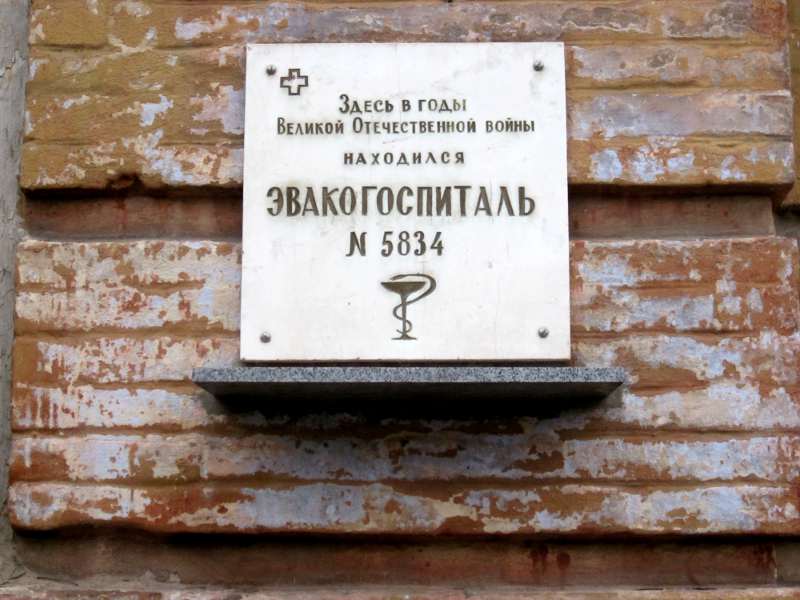 Здесь в годы
Великой Отечественной войны
находился
ЭВАКОГОСПИТАЛЬ
N 5834